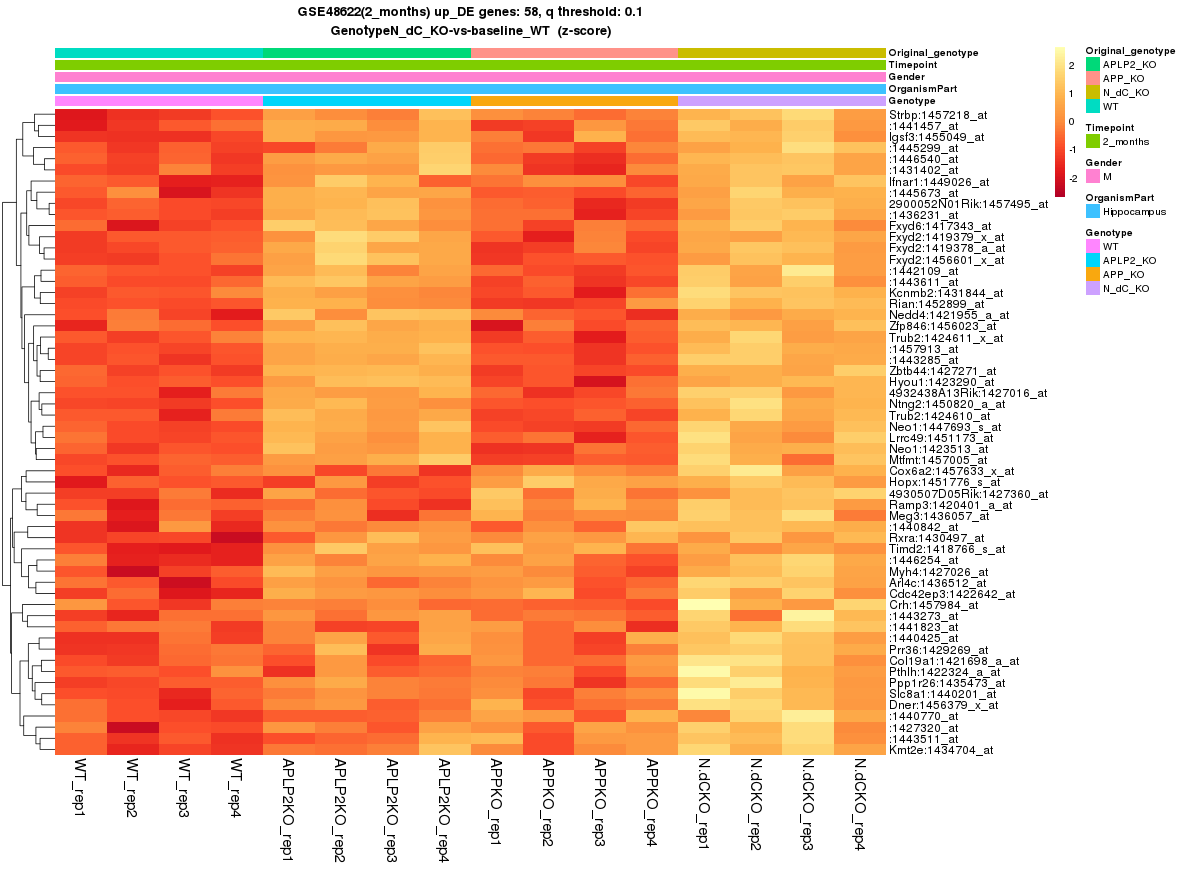 GSE48622(2_months) up_DE genes: 58, q threshold: 0.1
GenotypeN_dC_KO-vs-baseline_WT (z-score)
Original_genotype
Timepoint
Gender
OrganismPart
Genotype
Strbp:1457218_at
:1441457_at
Igsf3:1455049_at
:1445299_at
:1446540_at
:1431402_at
Ifnar1:1449026_at
:1445673_at
2900052N01Rik:1457495_at
:1436231_at
Fxyd6:1417343_at
Fxyd2:1419379_x_at
Fxyd2:1419378_a_at
Fxyd2:1456601_x_at
:1442109_at
:1443611_at
Kcnmb2:1431844_at
Rian:1452899_at
Nedd4:1421955_a_at
Zfp846:1456023_at
Trub2:1424611_x_at
:1457913_at
:1443285_at
Zbtb44:1427271_at
Hyou1:1423290_at
4932438A13Rik:1427016_at
Ntng2:1450820_a_at
Trub2:1424610_at
Neo1:1447693_s_at
Lrrc49:1451173_at
Neo1:1423513_at
Mtfmt:1457005_at
Cox6a2:1457633_x_at
Hopx:1451776_s_at
4930507D05Rik:1427360_at
Ramp3:1420401_a_at
Meg3:1436057_at
:1440842_at
Rxra:1430497_at
Timd2:1418766_s_at
:1446254_at
Myh4:1427026_at
Arl4c:1436512_at
Cdc42ep3:1422642_at
Crh:1457984_at
:1443273_at
:1441823_at
:1440425_at
Prr36:1429269_at
Col19a1:1421698_a_at
Pthlh:1422324_a_at
Ppp1r26:1435473_at
Slc8a1:1440201_at
Dner:1456379_x_at
:1440770_at
:1427320_at
:1443511_at
Kmt2e:1434704_at
WT_rep1
WT_rep2
WT_rep3
WT_rep4
APLP2KO_rep1
APLP2KO_rep2
APLP2KO_rep3
APLP2KO_rep4
APPKO_rep1
APPKO_rep2
APPKO_rep3
APPKO_rep4
N.dCKO_rep1
N.dCKO_rep2
N.dCKO_rep3
N.dCKO_rep4
2
1
0
-1
-2
Original_genotype
APLP2_KO
APP_KO
N_dC_KO
WT
Timepoint
2_months
Gender
M
OrganismPart
Hippocampus
Genotype
WT
APLP2_KO
APP_KO
N_dC_KO